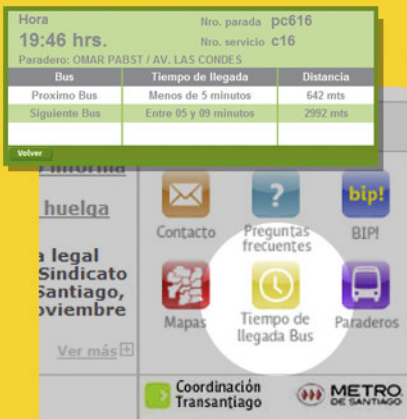 Hora Nro. parada pc616
19:46 hrs. Nro. servicio c16
Paradero: OMAR PABST / AV. LAS CONDES
Bus Tiempo de llegada Distancia
Proximo Bus Menos de 5 minutos 642 mts
Siguiente Bus Entre 05 y 09 minutos 2992 mts
Volver
o informa
huelga
a legal
Sindicato
Santiago,
oviembre
Ver más
Contacto Preguntas frecuentes bip! BIP!
Mapas Tiempo de llegada Bus Paraderos
Coordinación
Transantiago
METRO
DE SANTIAGO